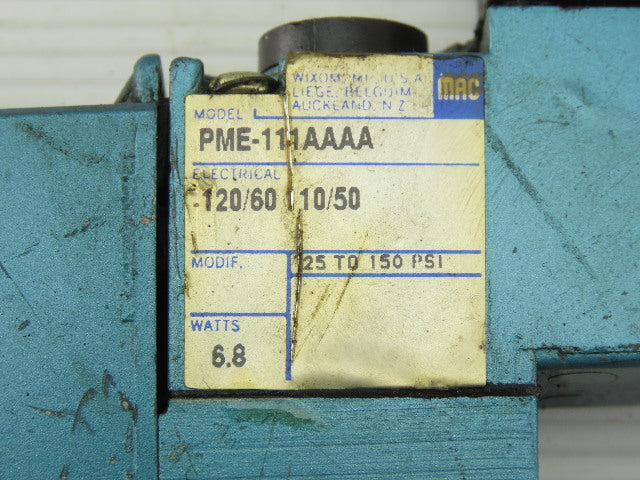 WIXOM, MI., U.S.A.
LIEGE, BELGIUM
AUCKLAND, N.Z.
MAC
MODEL
PME-111AAAA
ELECTRICAL
120/60 110/50
MODIF.
25 TO 150 PSI
WATTS
6.8